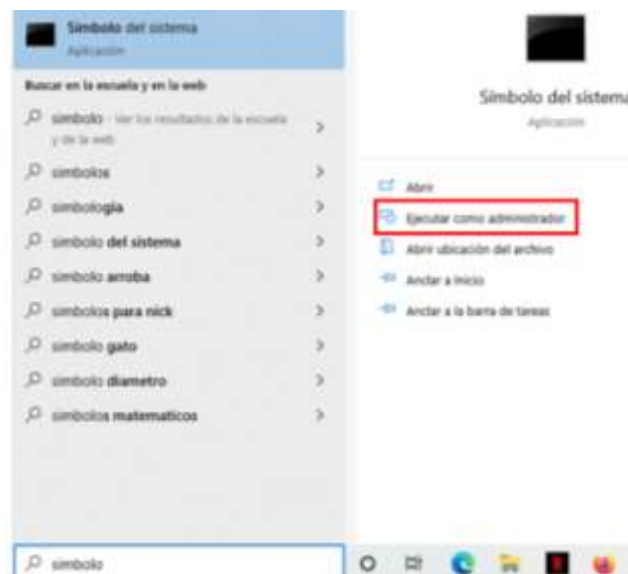 Símbolo del sistema
Aplicación
Buscar en la escuela y en la web
simbolo - Ver los resultados de la escuela
y de la web
simbolos
simbologia
simbolo del sistema
simbolo arroba
simbolos para nick
simbolo gato
simbolo diametro
simbolos matematicos
simbolo
Símbolo del sistema
Aplicación
Abrir
Ejecutar como administrador
Abrir ubicación del archivo
Anclar a Inicio
Anclar a la barra de tareas